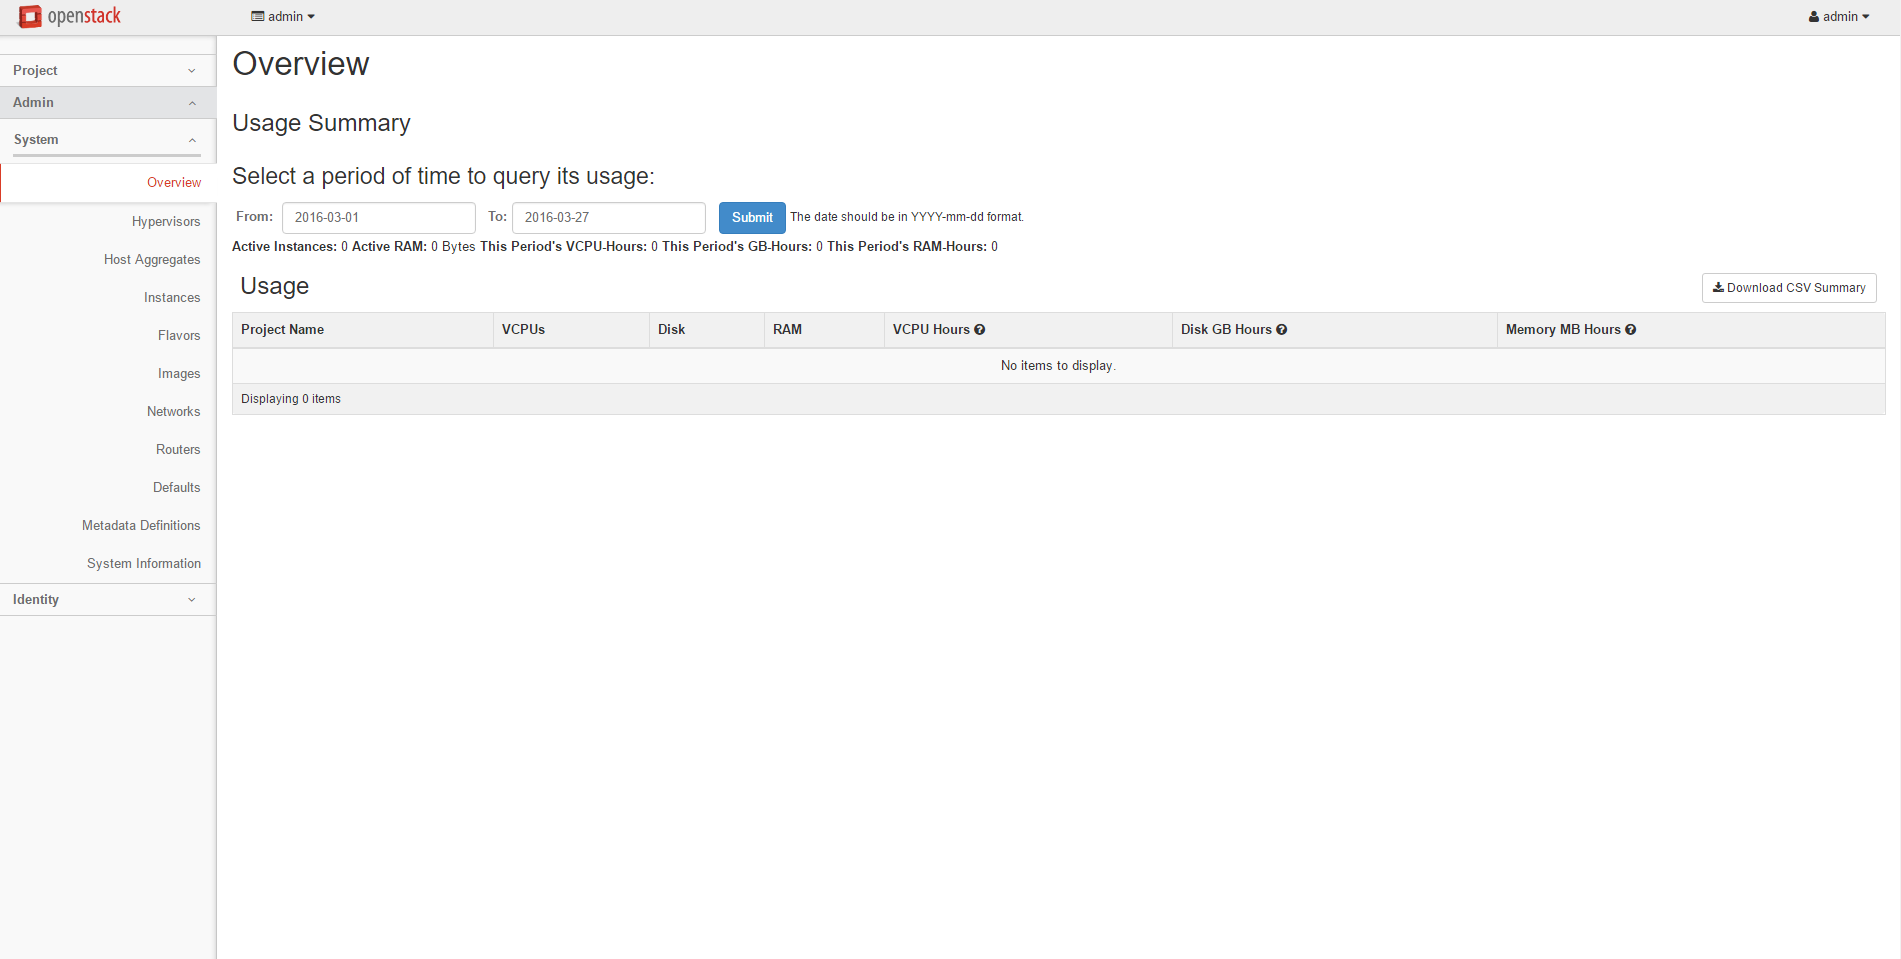 openstack admin admin
Overview
Project
Admin
Usage Summary
System
Select a period of time to query its usage:
Overview
From: 2016-03-01 To: 2016-03-27 Submit The date should be in YYYY-mm-dd format.
Hypervisors
Active Instances: 0 Active RAM: 0 Bytes This Period's VCPU-Hours: 0 This Period's GB-Hours: 0 This Period's RAM-Hours: 0
Host Aggregates
Usage Download CSV Summary
Instances
Project Name VCPUs Disk RAM VCPU Hours Disk GB Hours Memory MB Hours
Flavors
No items to display.
Images
Displaying 0 items
Networks
Routers
Defaults
Metadata Definitions
System Information
Identity